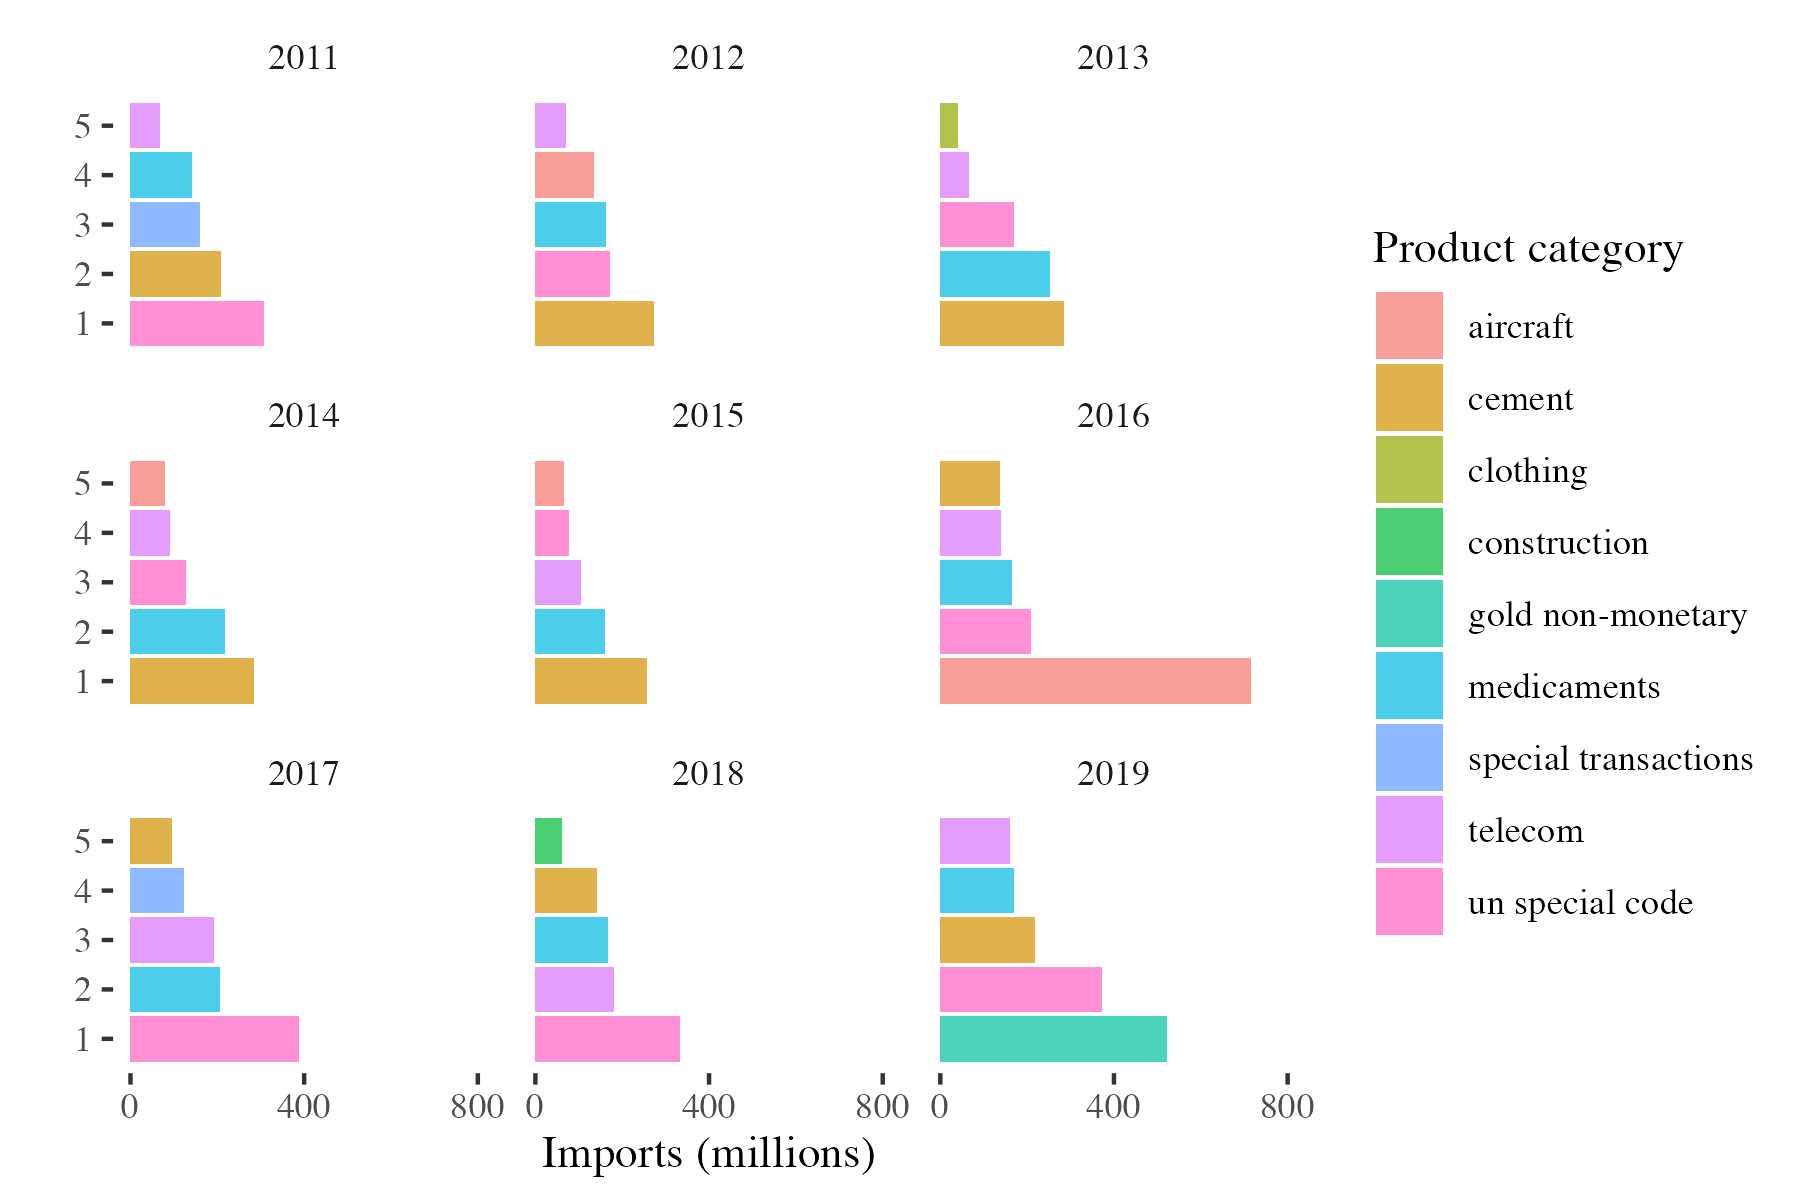 2011 2012 2013
5
4
3
2
1
2014 2015 2016
5
4
3
2
1
2017 2018 2019
5
4
3
2
1
0 400 800 0 400 800 0 400 800
Imports (millions)
Product category
aircraft
cement
clothing
construction
gold non-monetary
medicaments
special transactions
telecom
un special code